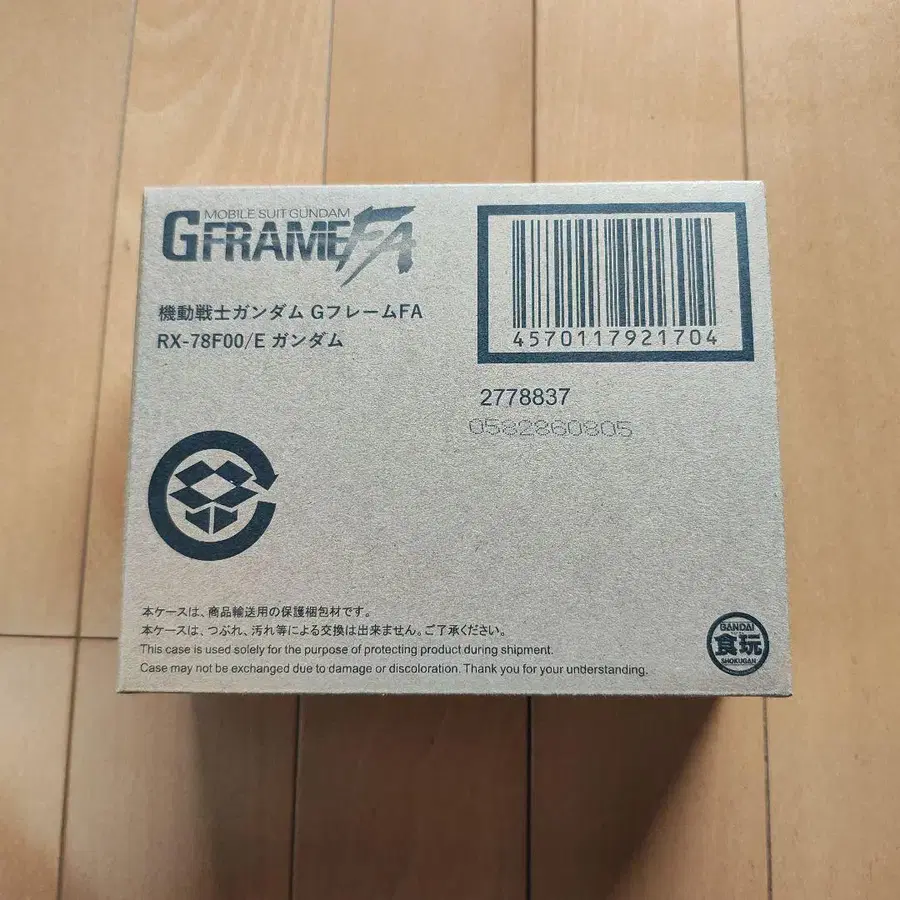 MOBILE SUIT GUNDAM
GFRAMEFA
機動戦士ガンダム GフレームFA
RX-78F00/E ガンダム
4570117921704
2778837
0582860805
本ケースは、商品輸送用の保護梱包材です。
本ケースは、つぶれ、汚れ等による交換は出来ません。ご了承ください。
This case is used solely for the purpose of protecting product during shipment.
Case may not be exchanged due to damage or discoloration. Thank you for your understanding.
BANDAI
食玩
SHOKUGAN